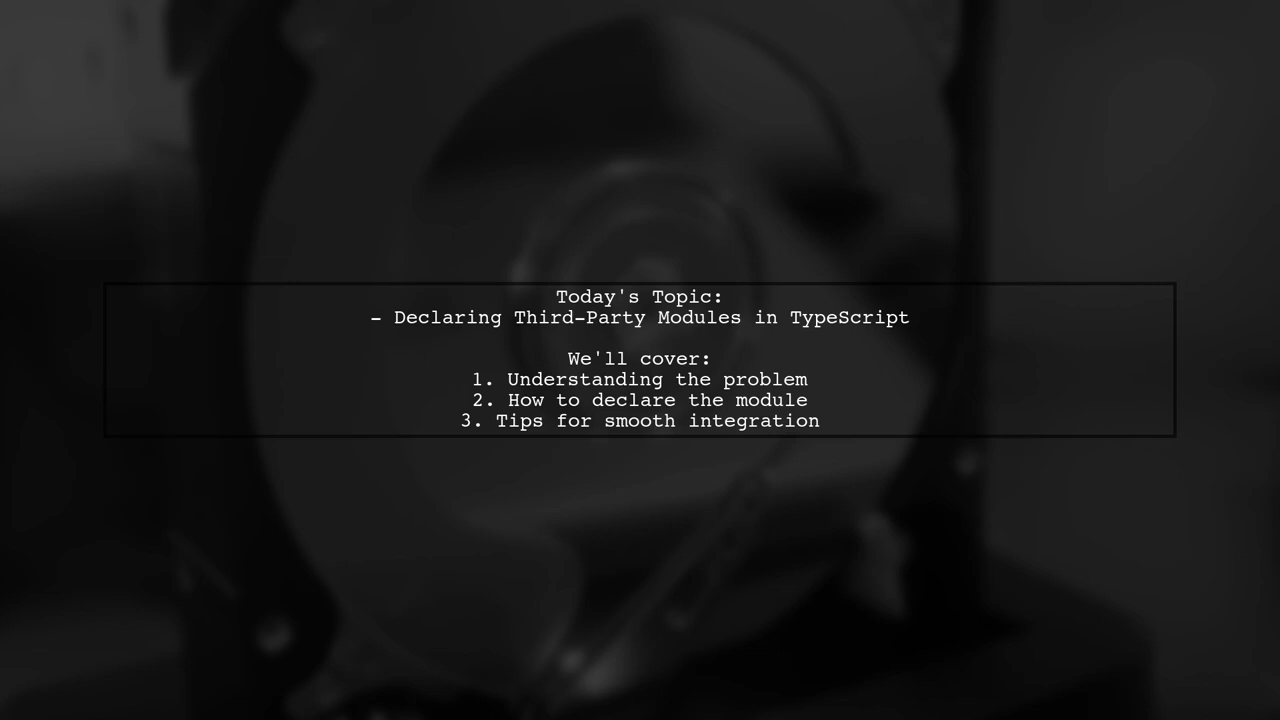 Today's Topic:
- Declaring Third-Party Modules in TypeScript
We'll cover:
1. Understanding the problem
2. How to declare the module
3. Tips for smooth integration